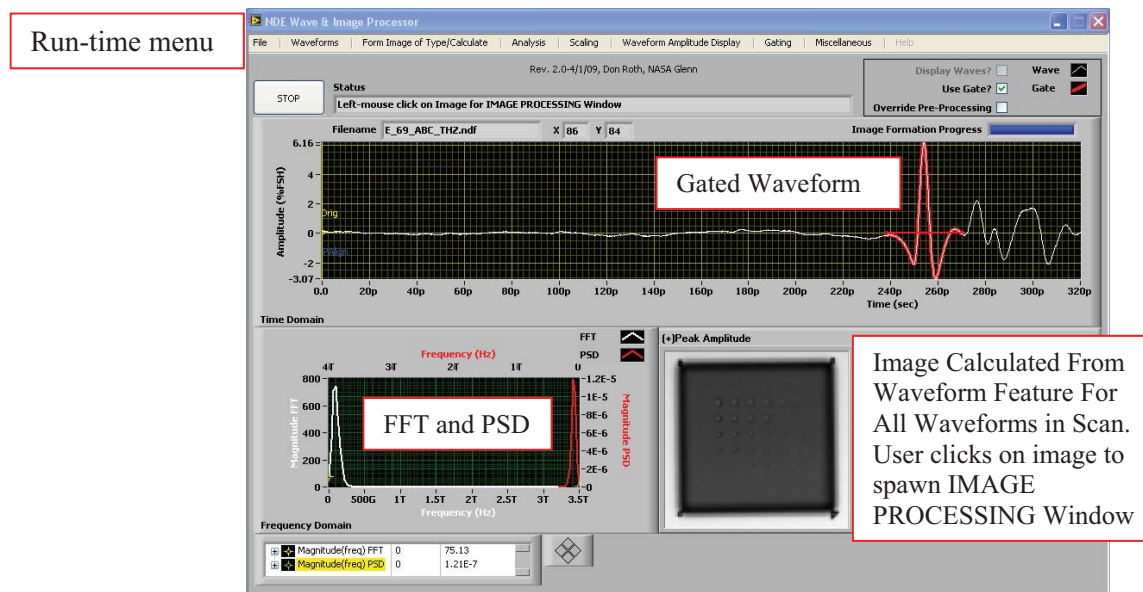 Run-time menu
NDE Wave & Image Processor
File Waveforms Form Image of Type/Calculate Analysis Scaling Waveform Amplitude Display Gating Miscellaneous Help
Rev. 2.0-4/1/09, Don Roth, NASA Glenn
Display Waves? Wave
STOP
Status
Use Gate? Gate
Left-mouse click on Image for IMAGE PROCESSING Window
Override Pre-Processing
Filename E_69_ABC_THZ.ndf X 86 Y 84 Image Formation Progress
Amplitude (%FSH)
6.16
4
2
0
-2
-3.07
Orig
PAlign
Gated Waveform
0.0 20p 40p 60p 80p 100p 120p 140p 160p 180p 200p 220p 240p 260p 280p 300p 320p
Time (sec)
Time Domain
FFT
PSD
Frequency (Hz)
4T 3T 2T 1T 0
Magnitude FFT
800
600
400
200
0
FFT and PSD
1.2E-5
1E-5
8E-6
6E-6
4E-6
2E-6
0
Magnitude PSD
0 500G 1T 1.5T 2T 2.5T 3T 3.5T
Frequency (Hz)
Frequency Domain
(+)Peak Amplitude
Image Calculated From
Waveform Feature For
All Waveforms in Scan.
User clicks on image to
spawn IMAGE
PROCESSING Window
Magnitude(freq) FFT 0 75.13
Magnitude(freq) PSD 0 1.21E-7